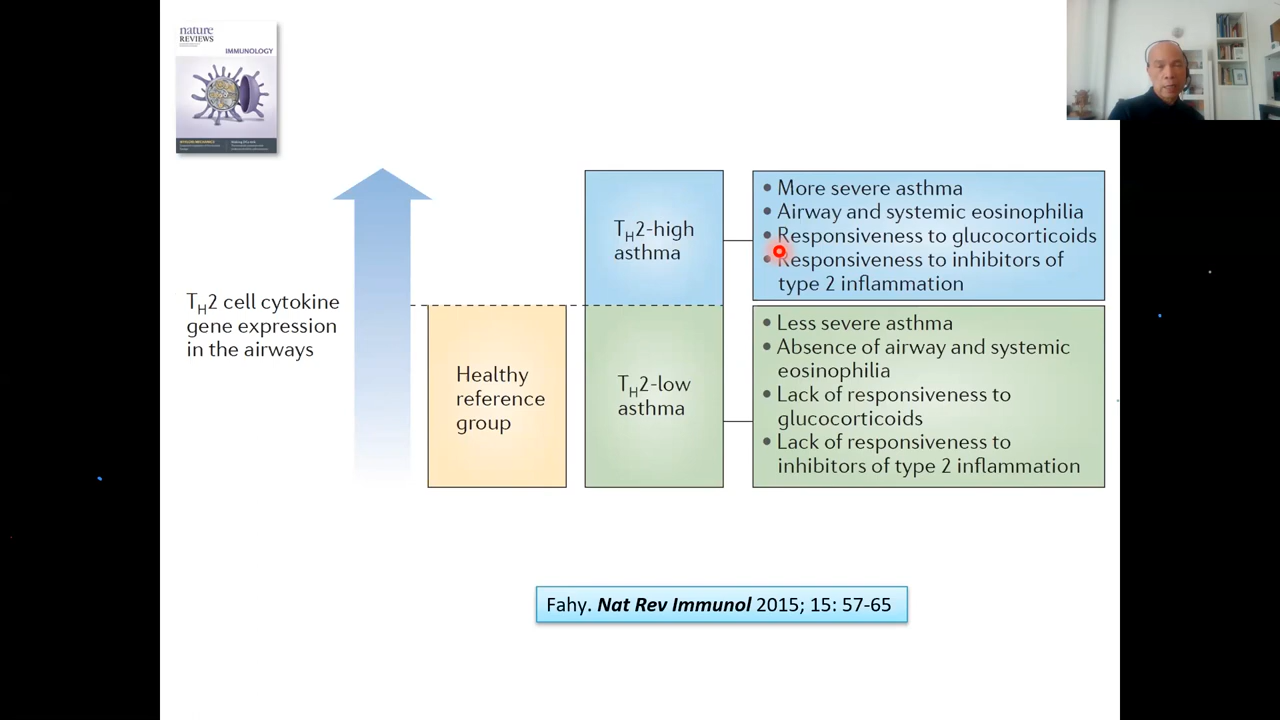 nature
REVIEWS
IMMUNOLOGY
T_H2 cell cytokine
gene expression
in the airways
Healthy
reference
group
T_H2-high
asthma
T_H2-low
asthma
• More severe asthma
• Airway and systemic eosinophilia
• Responsiveness to glucocorticoids
• Responsiveness to inhibitors of
type 2 inflammation
• Less severe asthma
• Absence of airway and systemic
eosinophilia
• Lack of responsiveness to
glucocorticoids
• Lack of responsiveness to
inhibitors of type 2 inflammation
Fahy. Nat Rev Immunol 2015; 15: 57-65